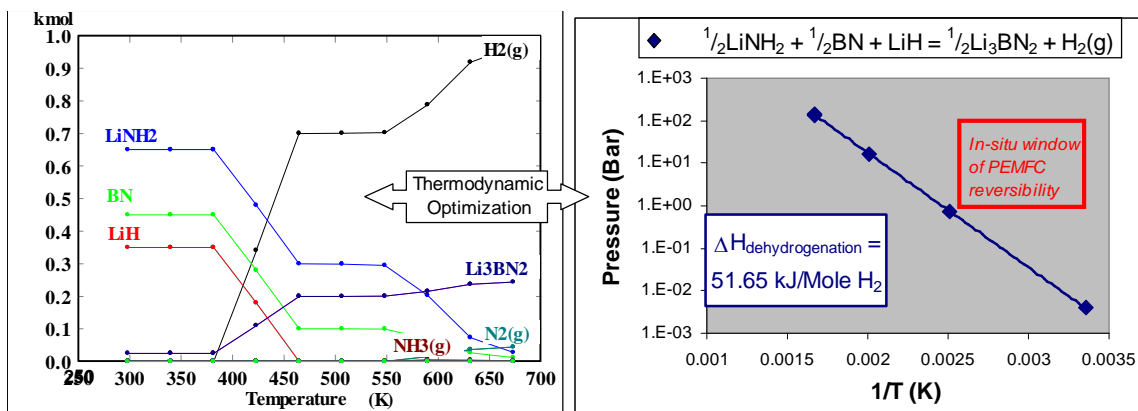 kmol
1.0
0.9
0.8
0.7
0.6
0.5
0.4
0.3
0.2
0.1
0.0
H2(g)
LiNH2
BN
LiH
Li3BN2
NH3(g)
N2(g)
250
300
350
400
450
500
550
600
650
700
Temperature (K)
Thermodynamic
Optimization
1/2LiNH2 + 1/2BN + LiH = 1/2Li3BN2 + H2(g)
Pressure (Bar)
1.E+03
1.E+02
1.E+01
1.E+00
1.E-01
1.E-02
1.E-03
In-situ window
of PEMFC
reversibility
ΔHdehydrogenation =
51.65 kJ/Mole H2
0.001
0.0015
0.002
0.0025
0.003
0.0035
1/T (K)